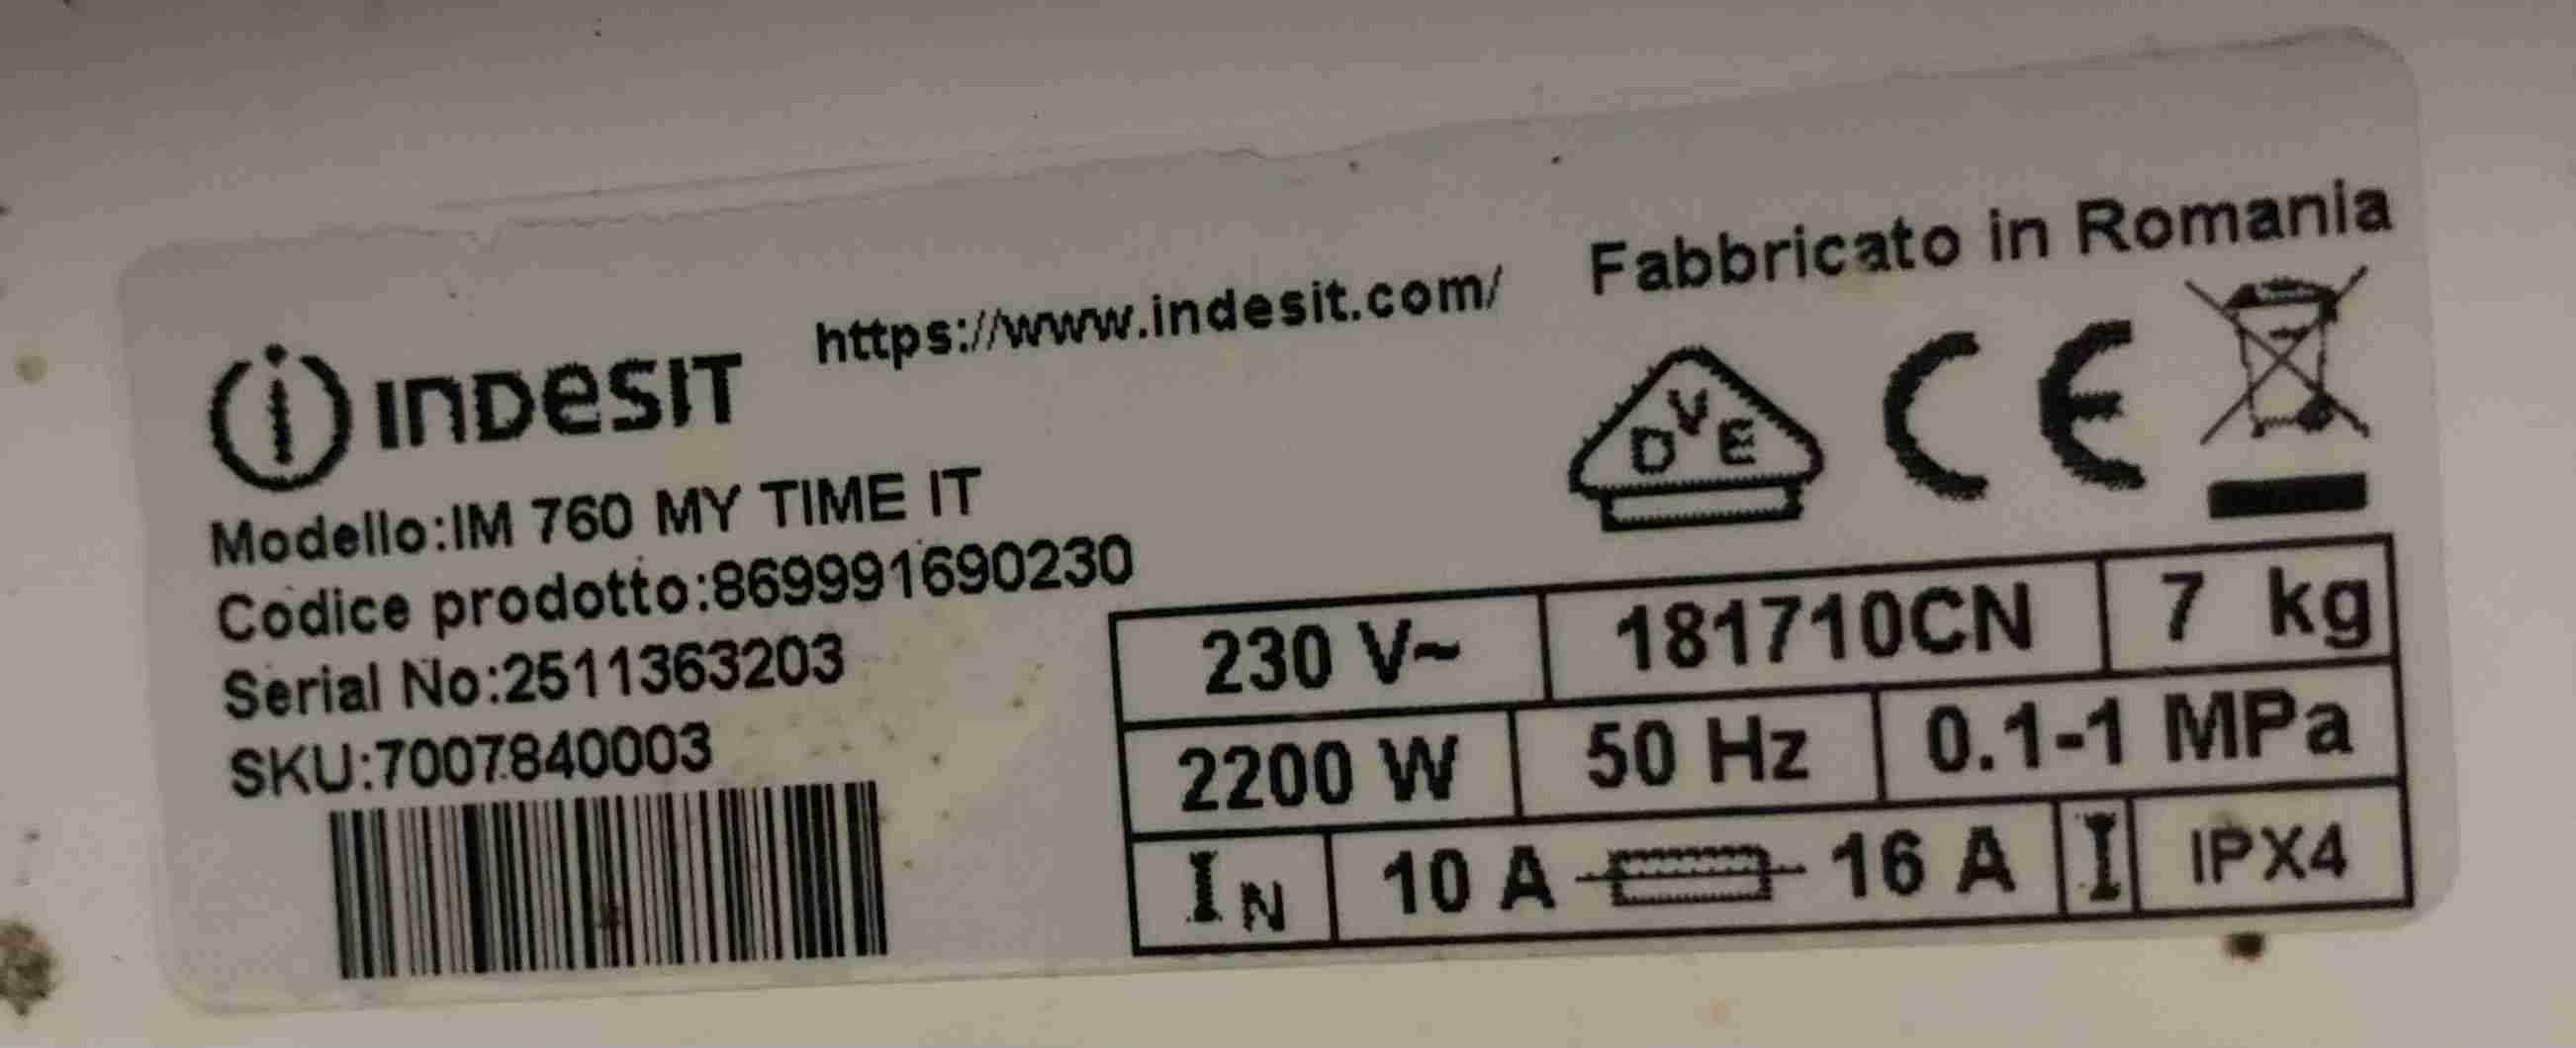 https://www.indesit.com/
Fabbricato in Romania
INDESIT
DVE
CE
Modello:IM 760 MY TIME IT
Codice prodotto:869991690230
Serial No:2511363203
SKU:7007840003
230 V~ 181710CN 7 kg
2200 W 50 Hz 0.1-1 MPa
IN 10 A 16 A I IPX4